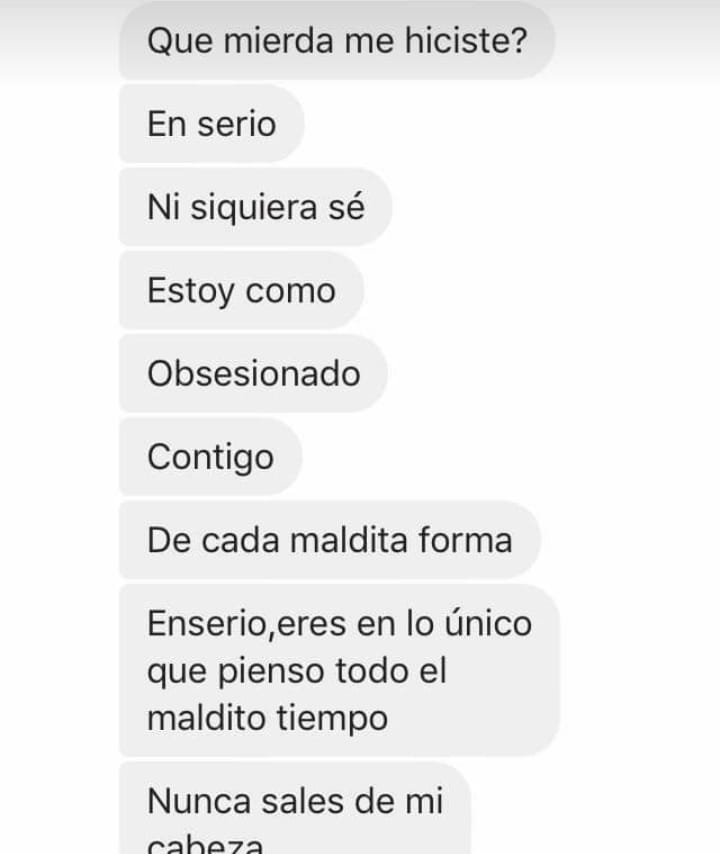 Que mierda me hiciste?
En serio
Ni siquiera sé
Estoy como
Obsesionado
Contigo
De cada maldita forma
Enserio,eres en lo único
que pienso todo el
maldito tiempo
Nunca sales de mi
cabeza